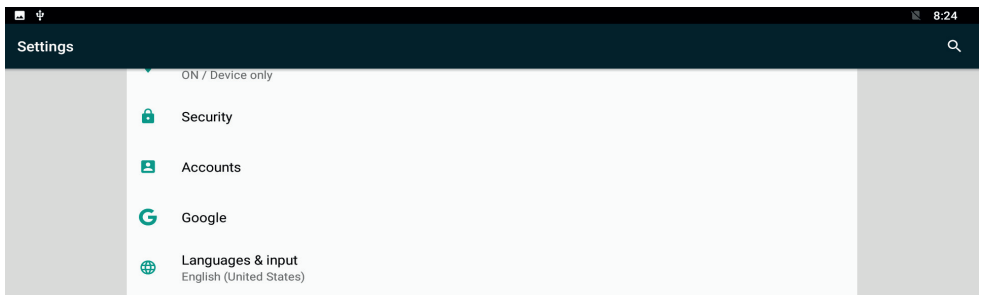 8:24
Settings
ON / Device only
Security
Accounts
Google
Languages & input
English (United States)